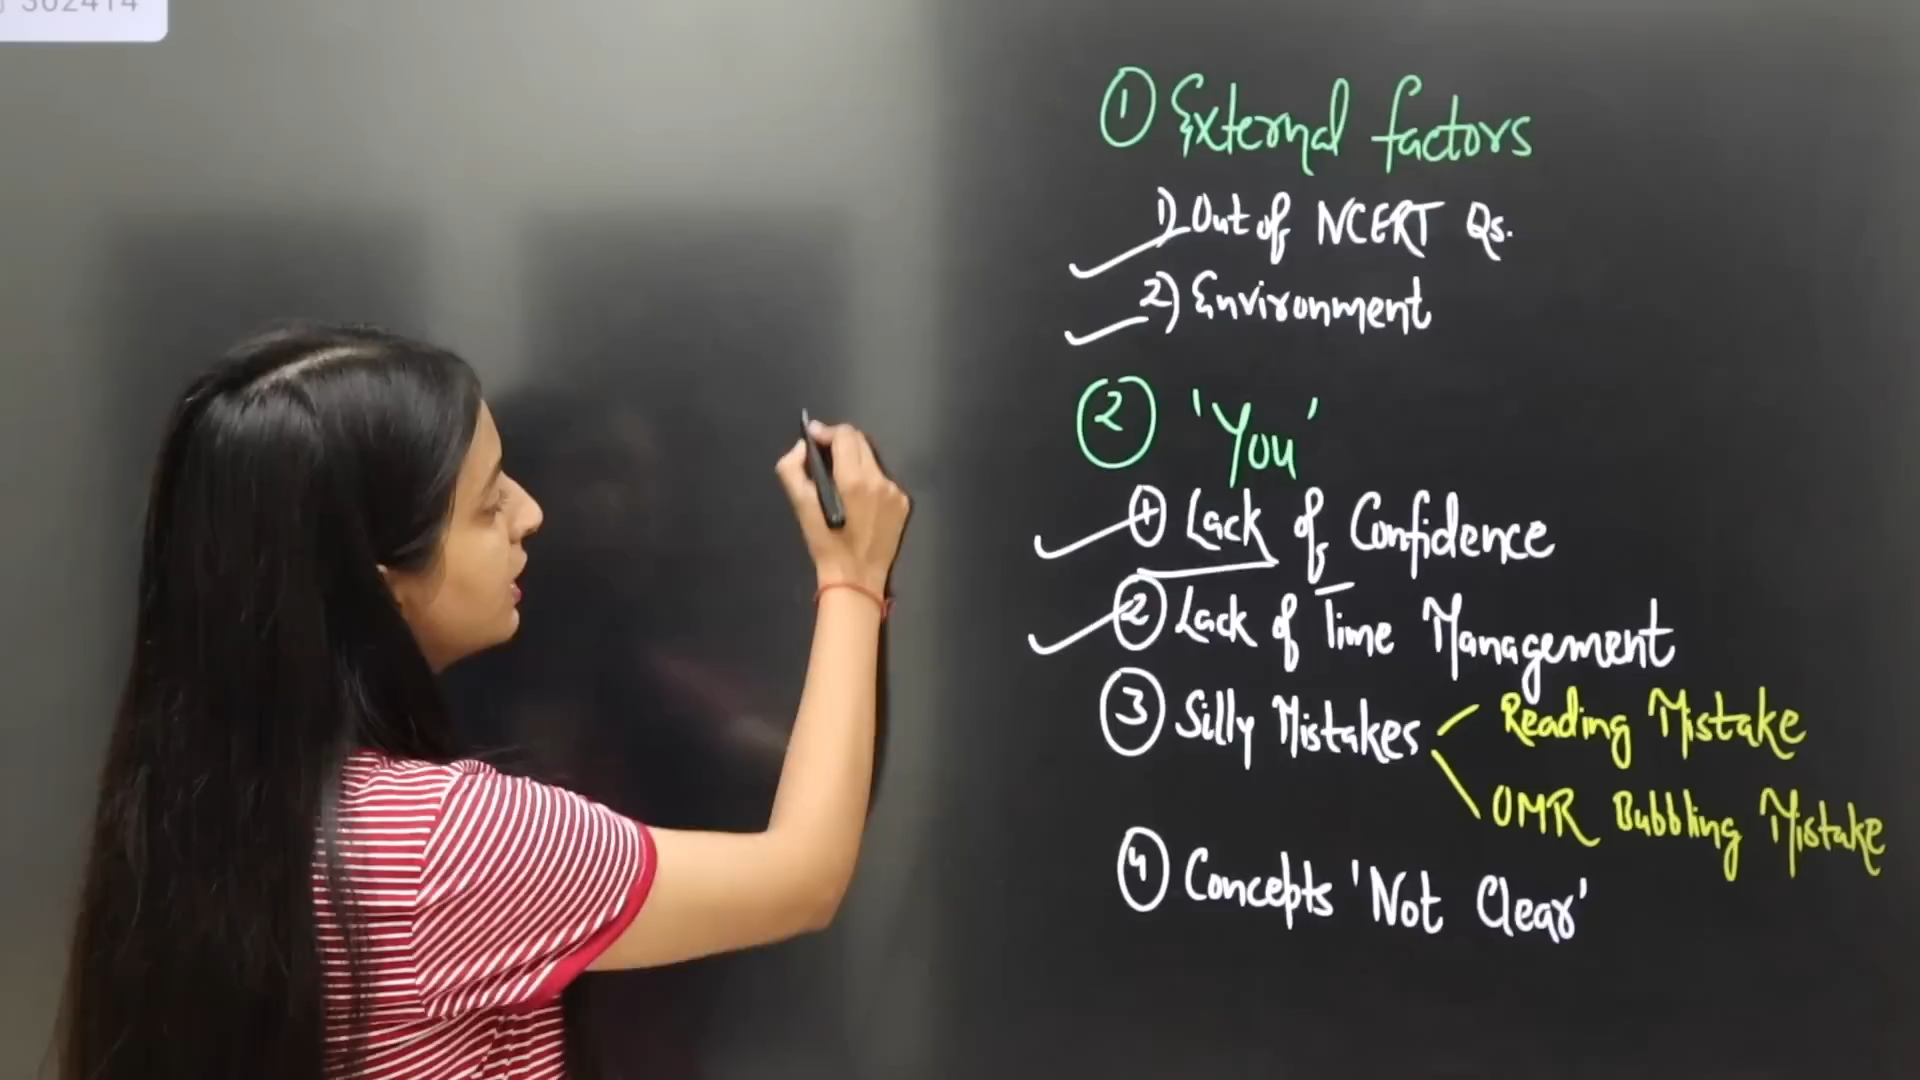 302414
① External factors
1) Out of NCERT Qs.
2) Environment
② 'You'
① Lack of Confidence
② Lack of Time Management
③ Silly Mistakes
Reading Mistake
OMR Bubbling Mistake
④ Concepts 'Not Clear'